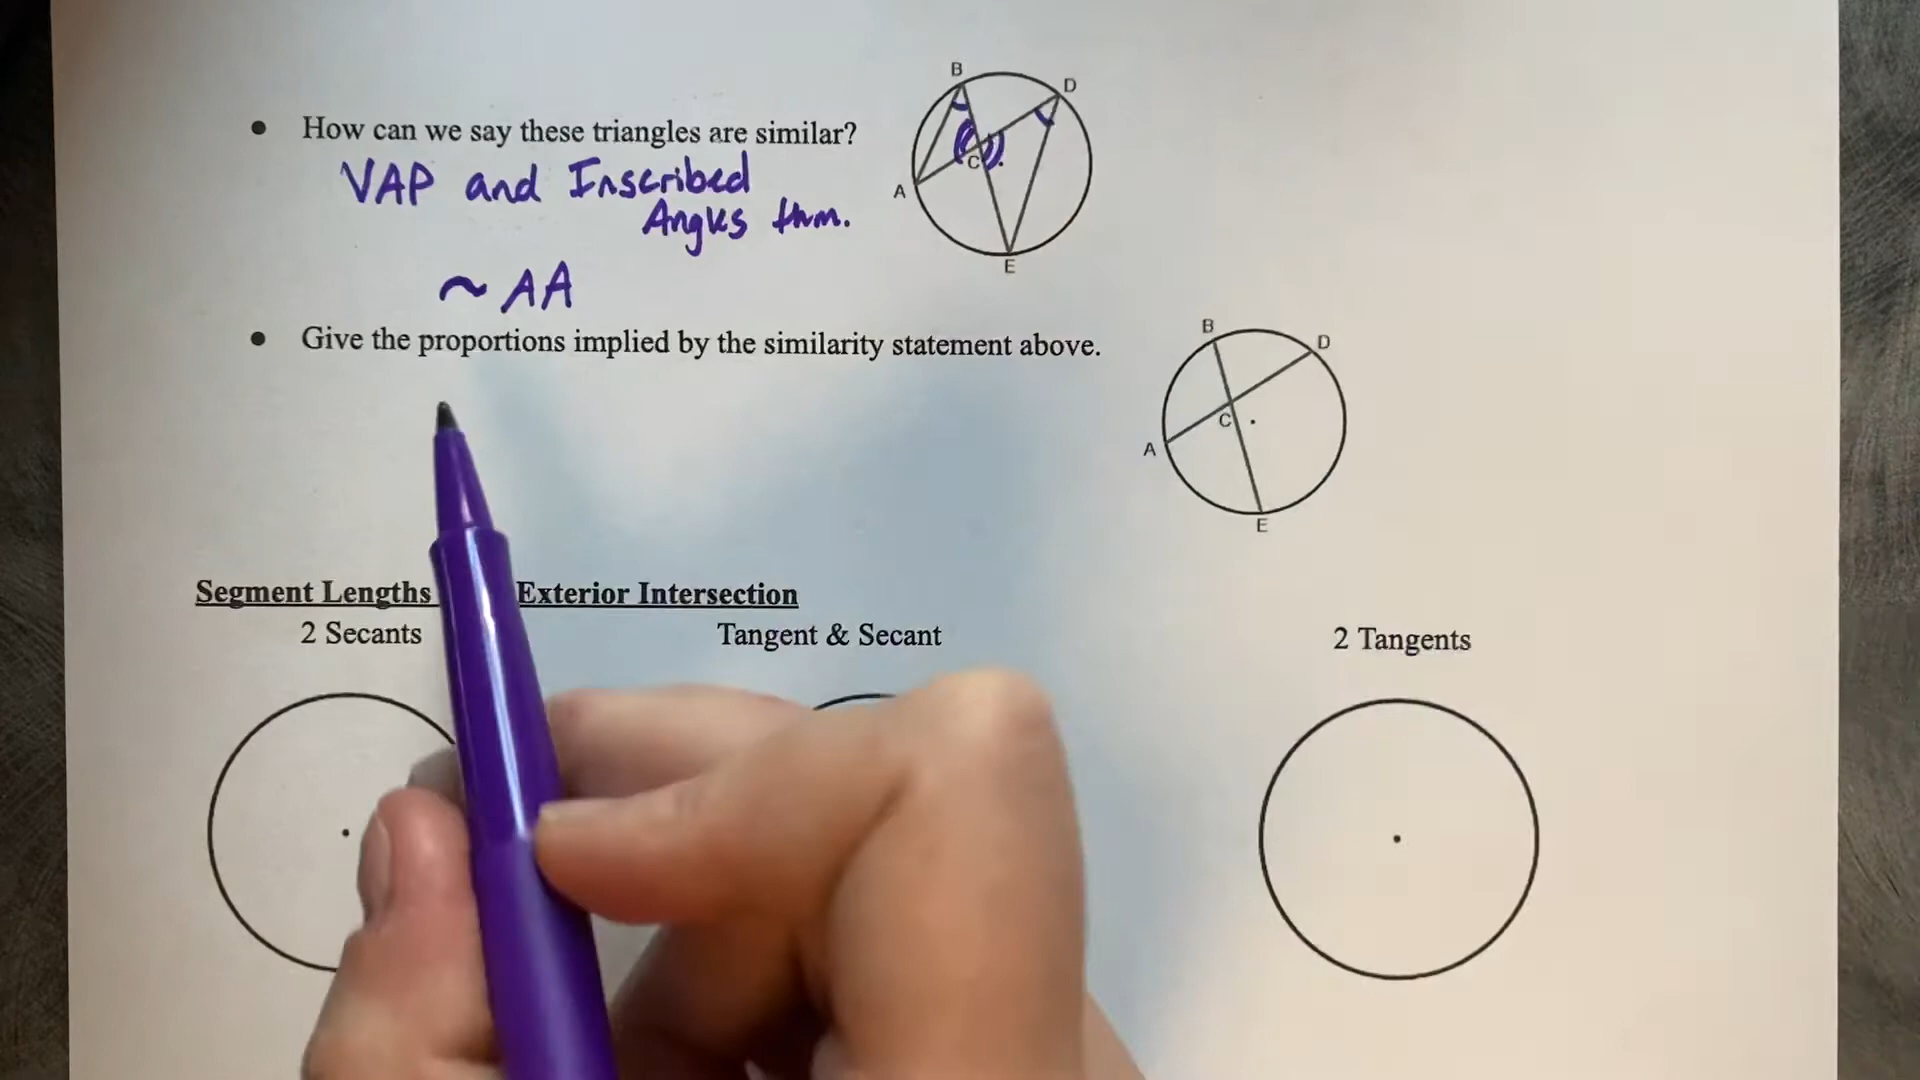 B
D
● How can we say these triangles are similar?
VAP and Inscribed
Angles thm.
C
A
E
~ AA
B
● Give the proportions implied by the similarity statement above.
D
C
A
E
Segment Lengths Exterior Intersection
2 Secants Tangent & Secant 2 Tangents